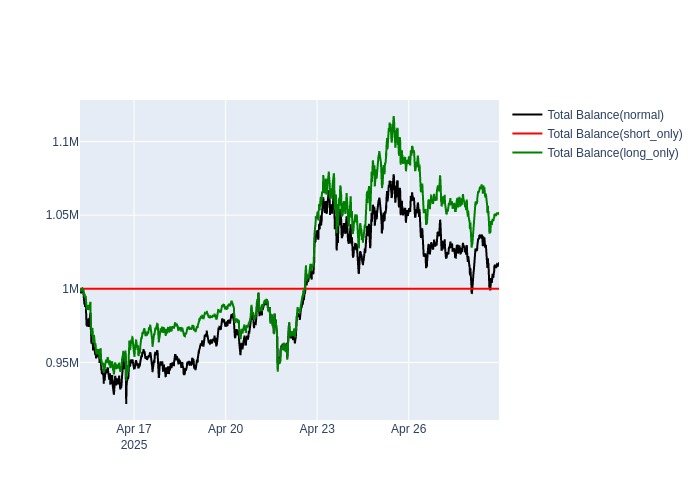 Total Balance(normal)
Total Balance(short_only)
Total Balance(long_only)
1.1M
1.05M
1M
0.95M
Apr 17
2025
Apr 20
Apr 23
Apr 26